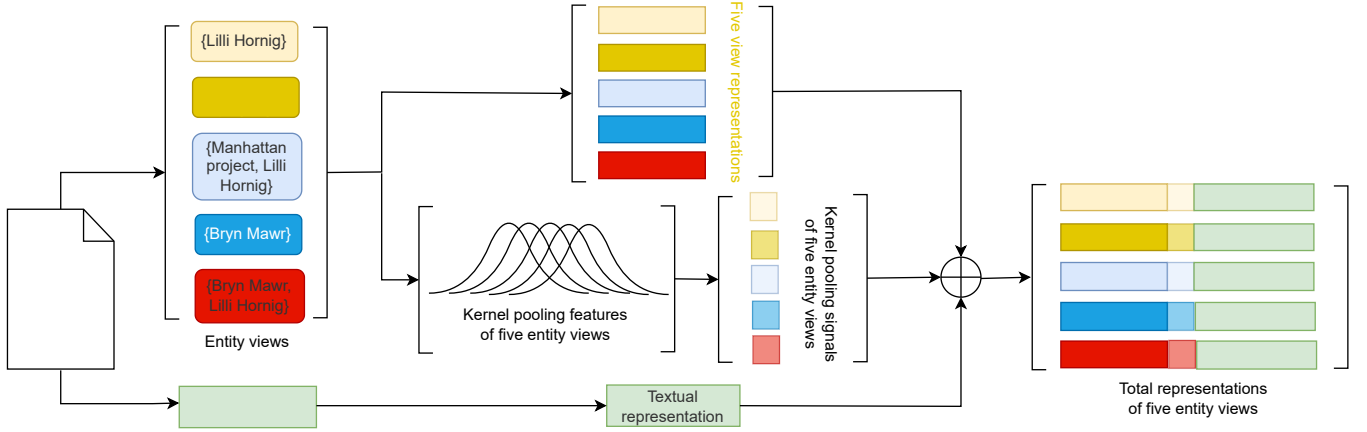 {Lilli Hornig}
{Manhattan
project, Lilli
Hornig}
{Bryn Mawr}
{Bryn Mawr,
Lilli Hornig}
Entity views
Five view representations
Kernel pooling features
of five entity views
Kernel pooling signals
of five entity
views
Textual
representation
Total representations
of five entity views